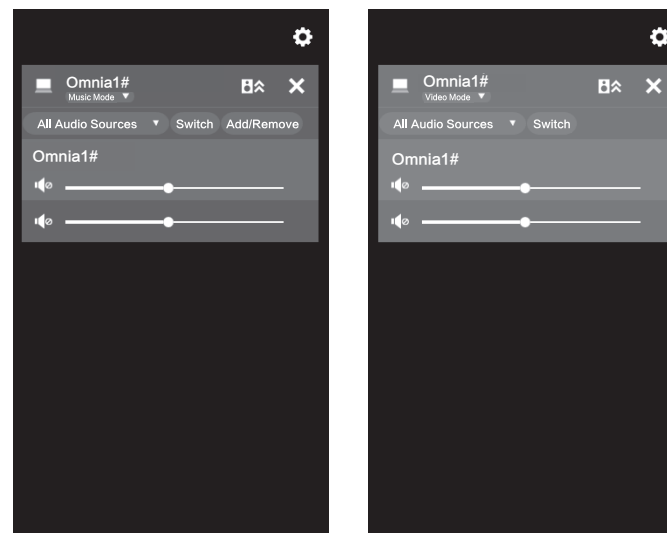 Omnia1#
Music Mode ▼
All Audio Sources ▼ Switch Add/Remove
Omnia1#
Omnia1#
Video Mode ▼
All Audio Sources ▼ Switch
Omnia1#